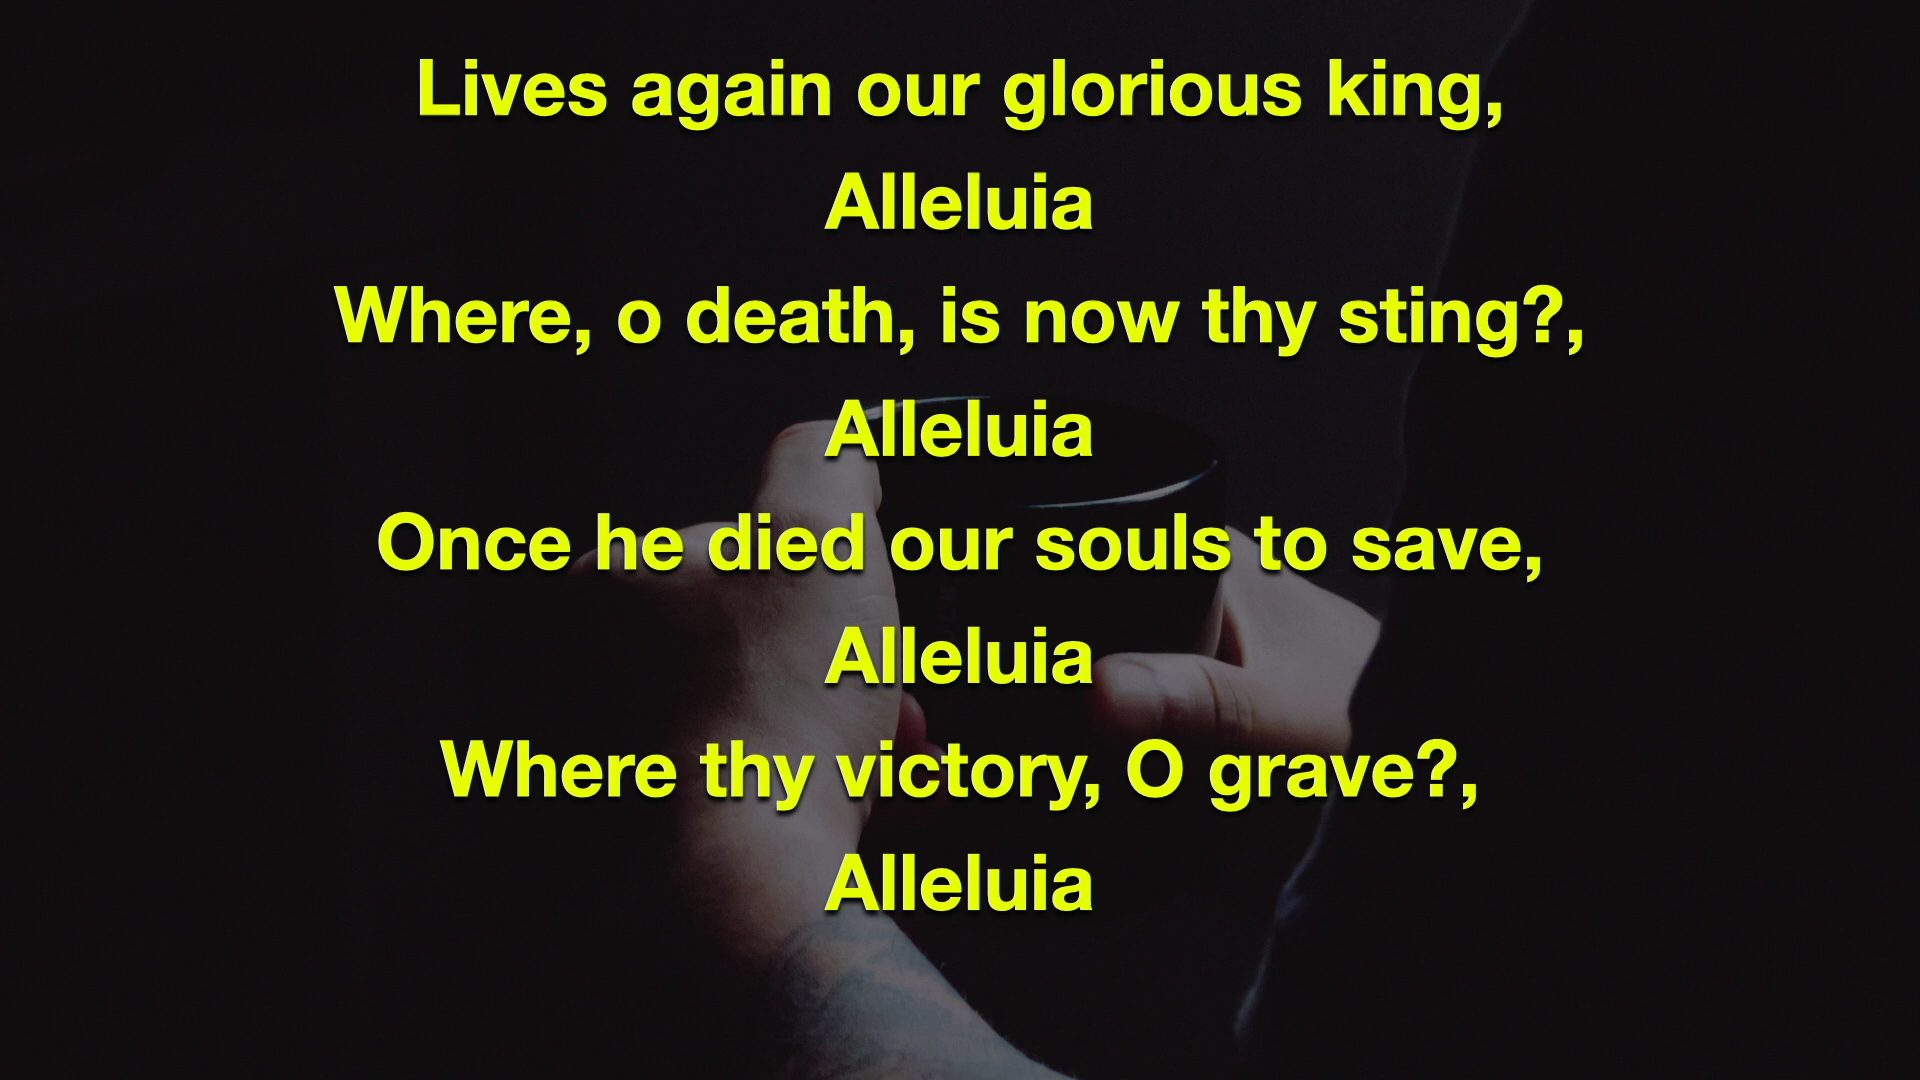 Lives again our glorious king,
Alleluia
Where, o death, is now thy sting?,
Alleluia
Once he died our souls to save,
Alleluia
Where thy victory, O grave?,
Alleluia